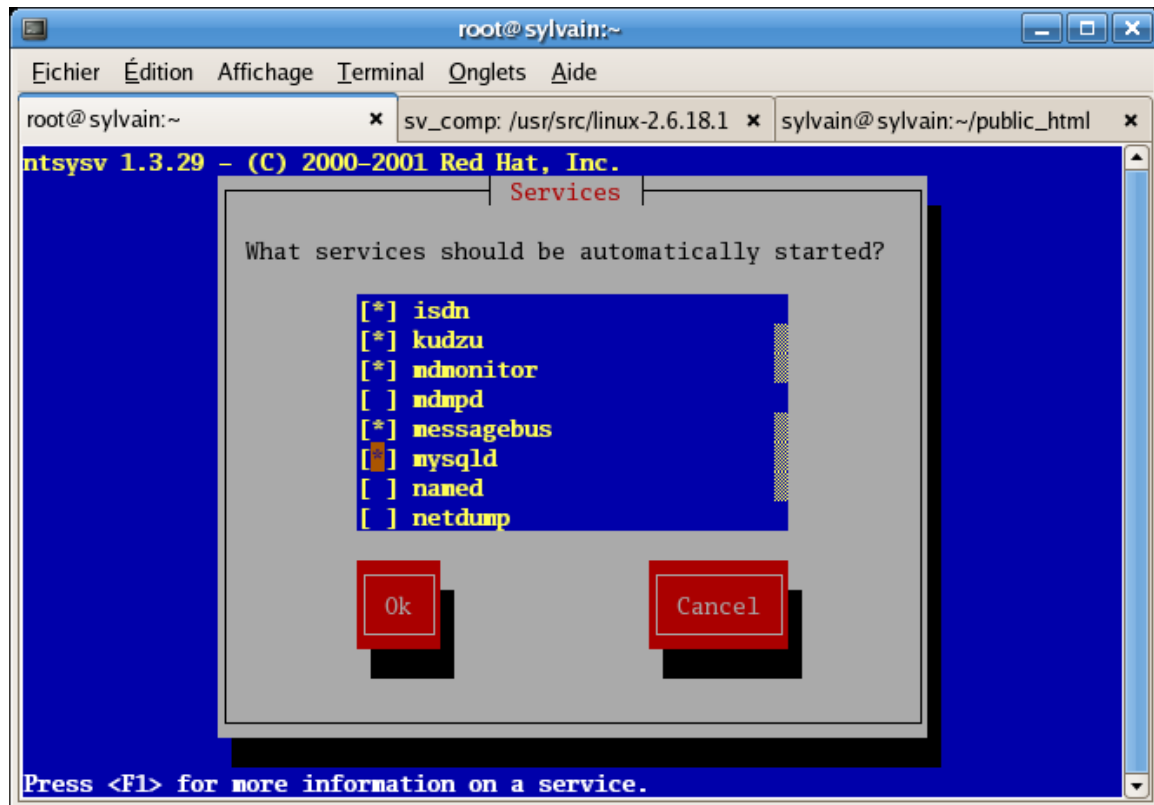 root@sylvain:~
Fichier Édition Affichage Terminal Onglets Aide
root@sylvain:~ sv_comp: /usr/src/linux-2.6.18.1 sylvain@sylvain:~/public_html
ntsysv 1.3.29 - (C) 2000-2001 Red Hat, Inc.
Services
What services should be automatically started?
[*] isdn
[*] kudzu
[*] mdmonitor
[ ] mdmpd
[*] messagebus
[*] mysqld
[ ] named
[ ] netdump
Ok Cancel
Press <F1> for more information on a service.